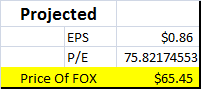 Projected
EPS $0.86
P/E 75.82174553
Price Of FOX $65.45